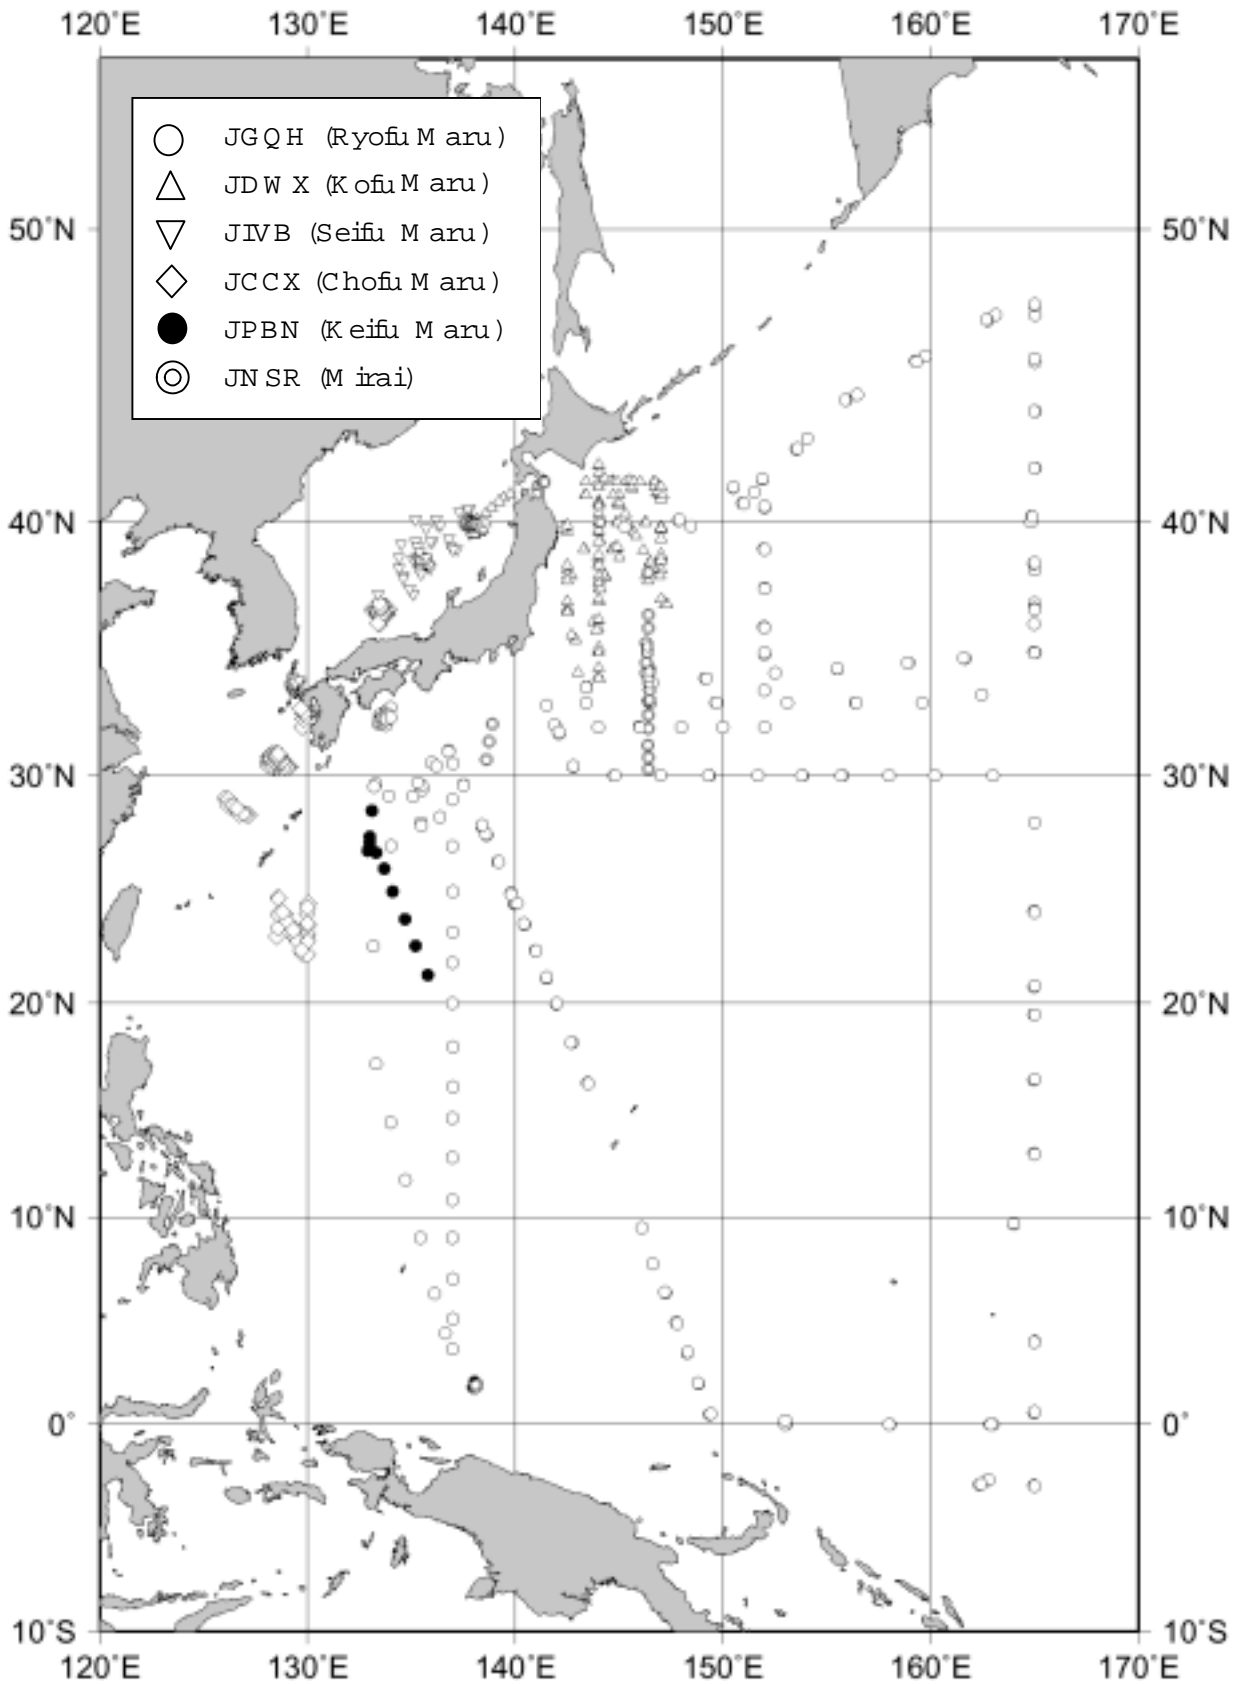 120°E 130°E 140°E 150°E 160°E 170°E
JGQH (Ryofu Maru)
JDWX (Kofu Maru)
JIVB (Seifu Maru)
JCCX (Chofu Maru)
JPBN (Keifu Maru)
JNSR (Mirai)
50°N 50°N
40°N 40°N
30°N 30°N
20°N 20°N
10°N 10°N
0° 0°
10°S 10°S
120°E 130°E 140°E 150°E 160°E 170°E